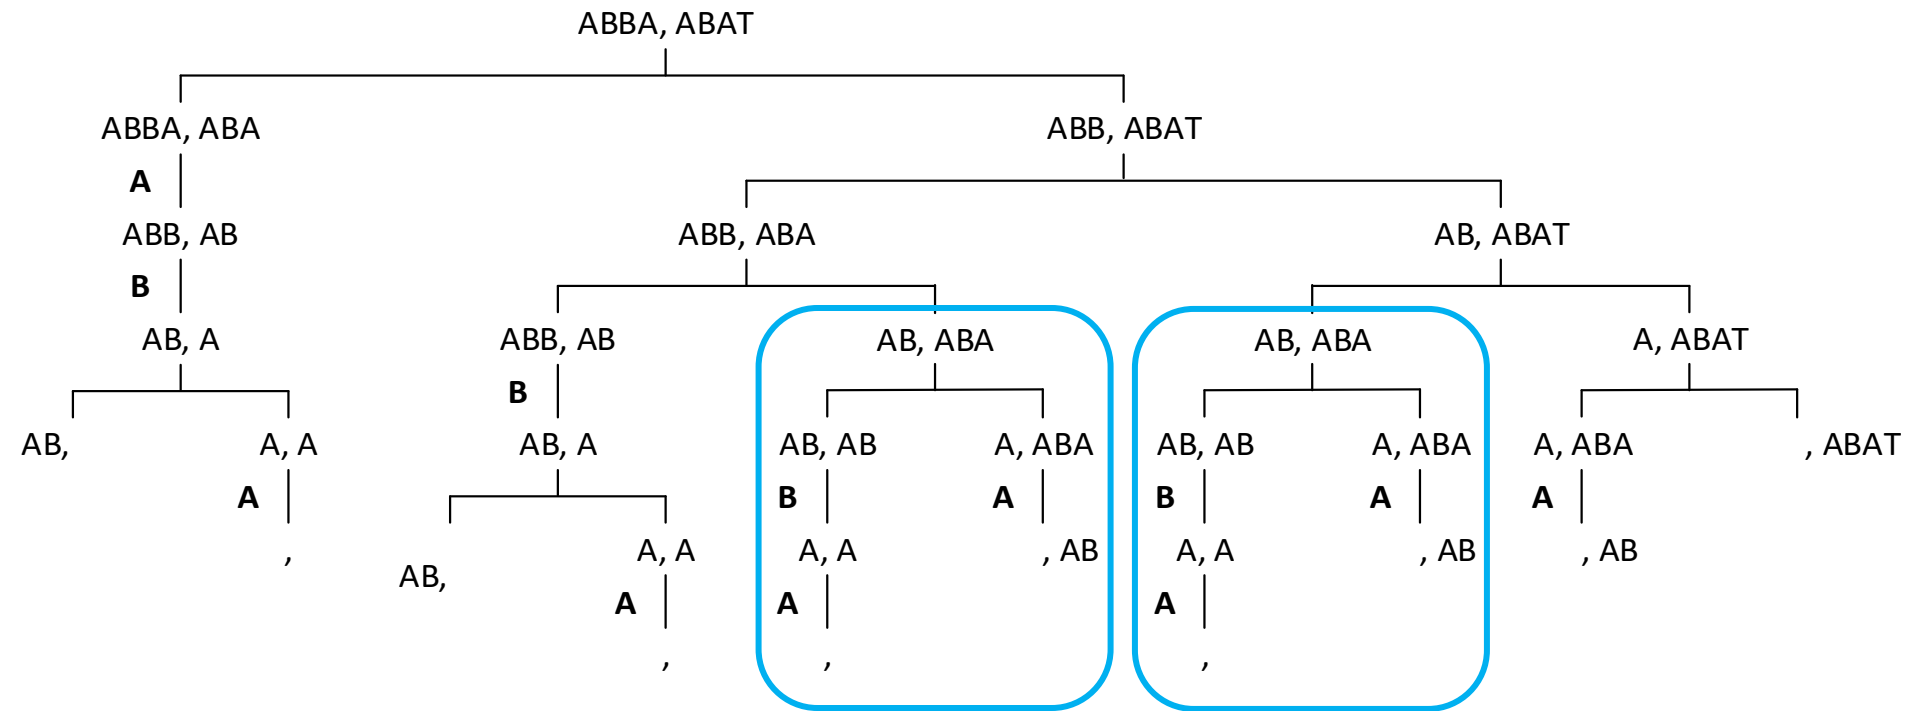 ABBA, ABAT
ABBA, ABA
ABB, ABAT
A
ABB, AB
ABB, ABA
AB, ABAT
B
AB, A
ABB, AB
AB, ABA
AB, ABA
A, ABAT
B
AB,
A, A
AB, A
AB, AB
A, ABA
AB, AB
A, ABA
A, ABA
, ABAT
A
B
A
B
A
A
,
A, A
A, A
, AB
A, A
, AB
, AB
AB,
A
A
A
,
,
,